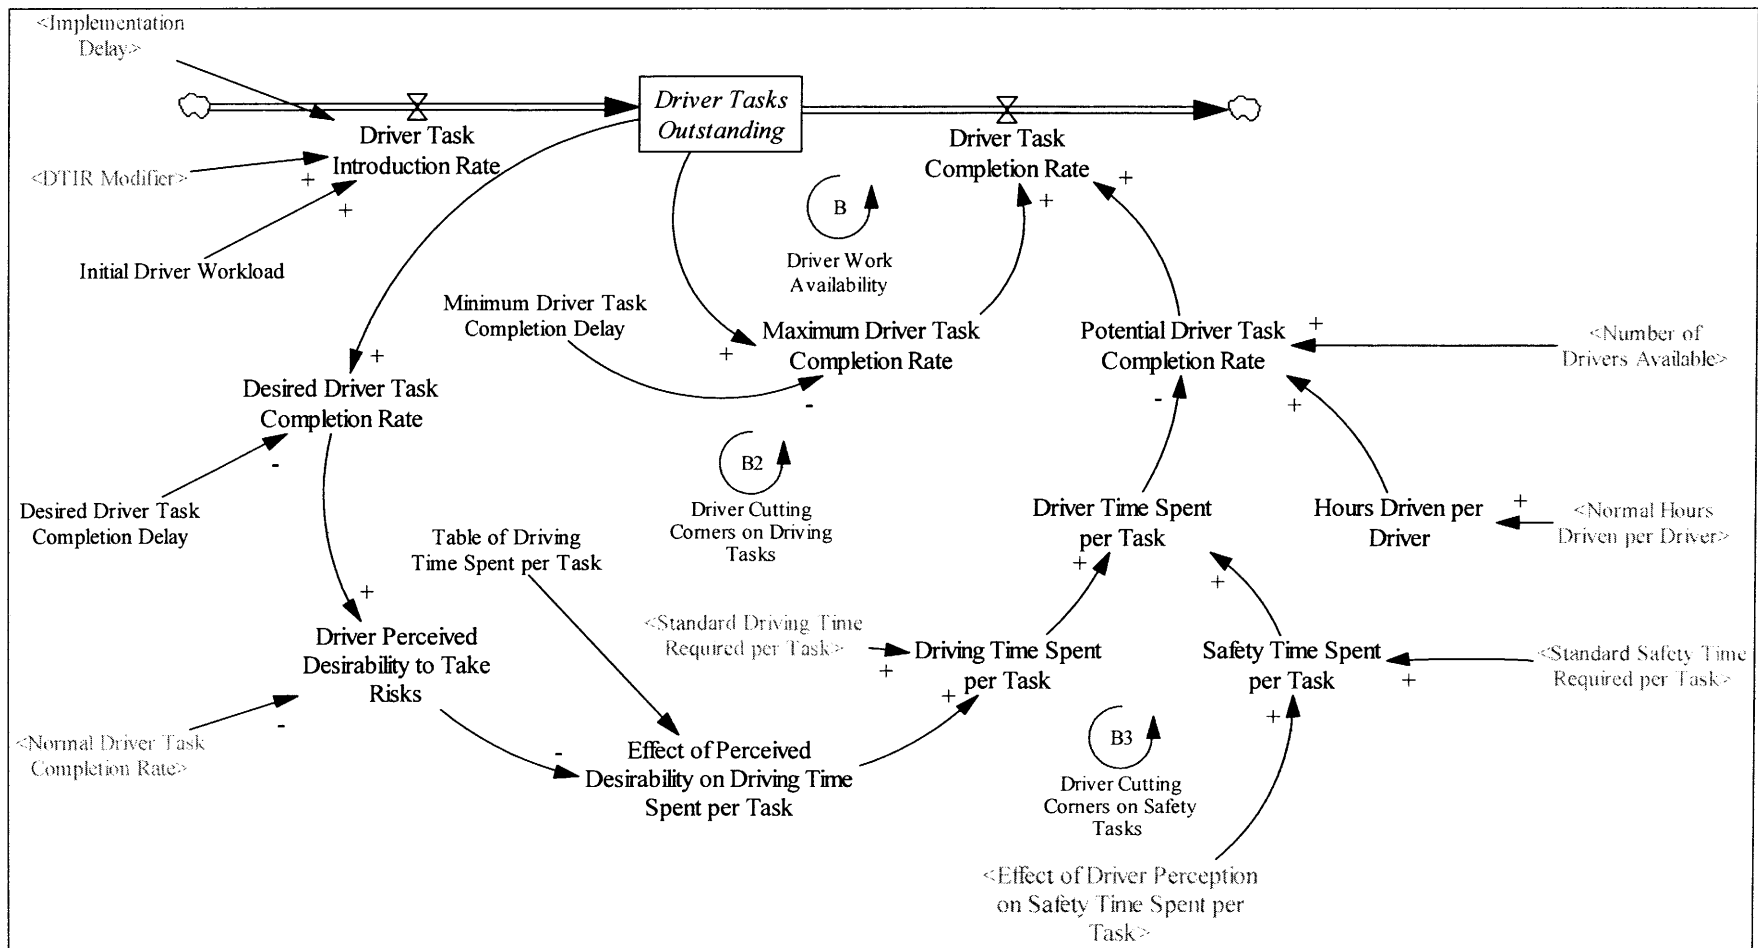 <Implementation
Delay>
Driver Tasks
Outstanding
Driver Task
Introduction Rate
Driver Task
Completion Rate
<DTIR Modifier>
+
+
+
+
B
Initial Driver Workload
Driver Work
Availability
Minimum Driver Task
Completion Delay
Maximum Driver Task
Completion Rate
+
-
Potential Driver Task
Completion Rate
+
<Number of
Drivers Available>
+
Desired Driver Task
Completion Rate
-
-
+
B2
Driver Cutting
Corners on Driving
Tasks
Desired Driver Task
Completion Delay
Table of Driving
Time Spent per Task
Driver Time Spent
per Task
Hours Driven per
Driver
+
<Normal Hours
Driven per Driver>
+
+
+
Driver Perceived
Desirability to Take
Risks
<Standard Driving Time
Required per Task>
+
Driving Time Spent
per Task
+
Safety Time Spent
per Task
+
<Standard Safety Time
Required per Task>
+
-
<Normal Driver Task
Completion Rate>
-
Effect of Perceived
Desirability on Driving Time
Spent per Task
B3
Driver Cutting
Corners on Safety
Tasks
<Effect of Driver Perception
on Safety Time Spent per
Task>